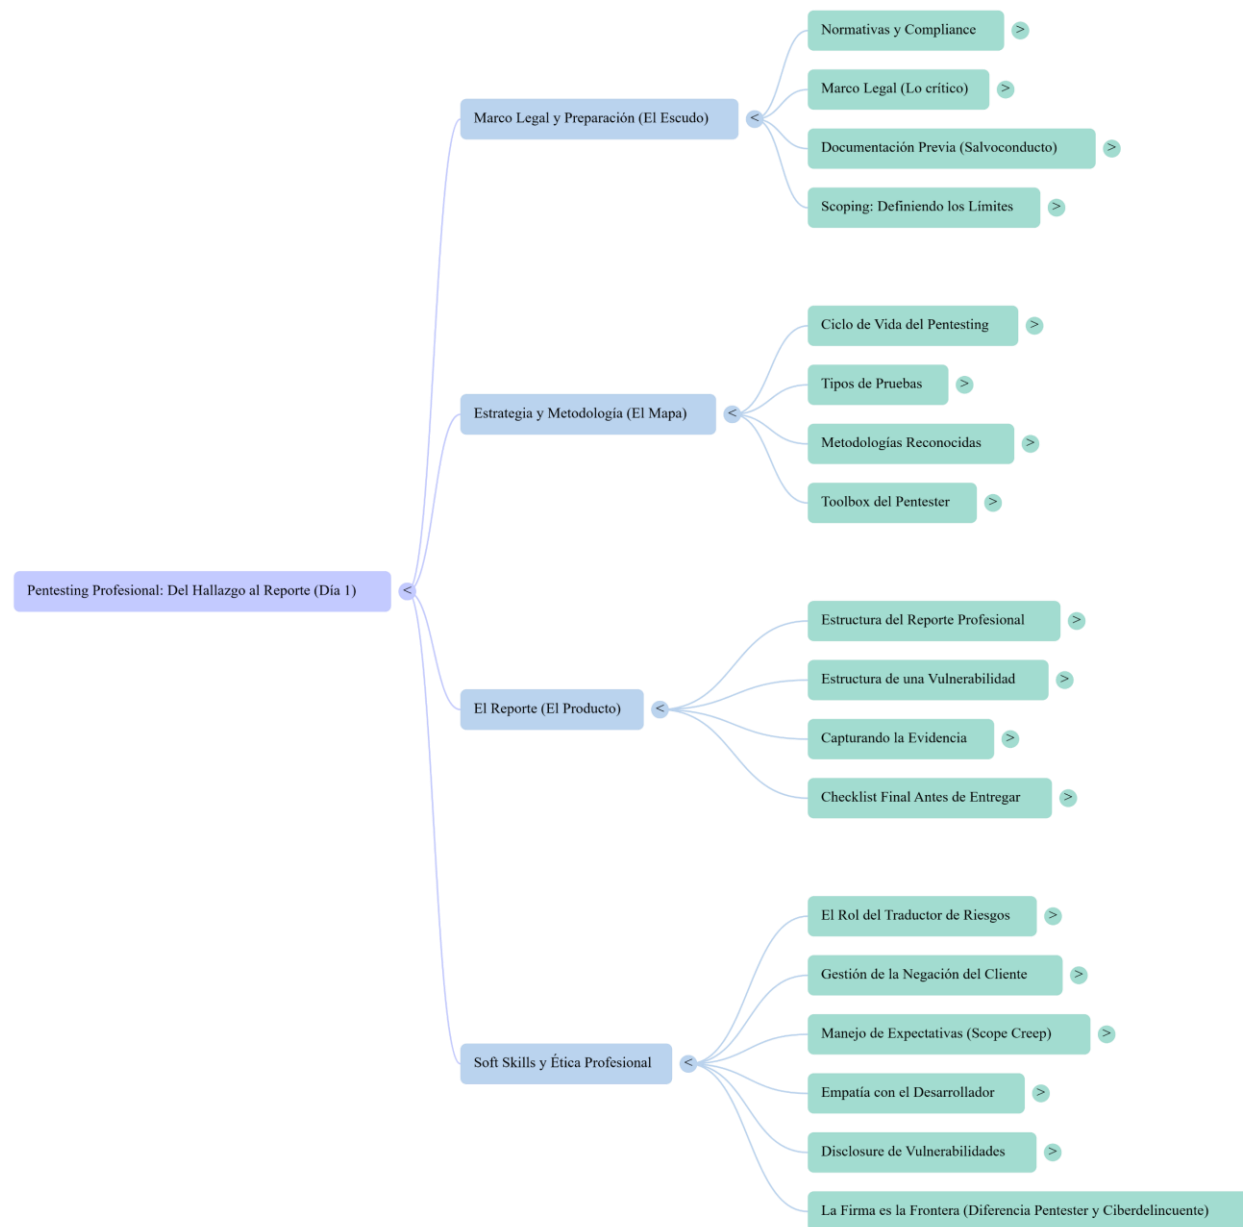 Pentesting Profesional: Del Hallazgo al Reporte (Día 1)
<
Marco Legal y Preparación (El Escudo)
<
Normativas y Compliance
>
Marco Legal (Lo crítico)
>
Documentación Previa (Salvoconducto)
>
Scoping: Definiendo los Límites
>
Estrategia y Metodología (El Mapa)
<
Ciclo de Vida del Pentesting
>
Tipos de Pruebas
>
Metodologías Reconocidas
>
Toolbox del Pentester
>
El Reporte (El Producto)
<
Estructura del Reporte Profesional
>
Estructura de una Vulnerabilidad
>
Capturando la Evidencia
>
Checklist Final Antes de Entregar
>
Soft Skills y Ética Profesional
<
El Rol del Traductor de Riesgos
>
Gestión de la Negación del Cliente
>
Manejo de Expectativas (Scope Creep)
>
Empatía con el Desarrollador
>
Disclosure de Vulnerabilidades
>
La Firma es la Frontera (Diferencia Pentester y Ciberdelincuente)